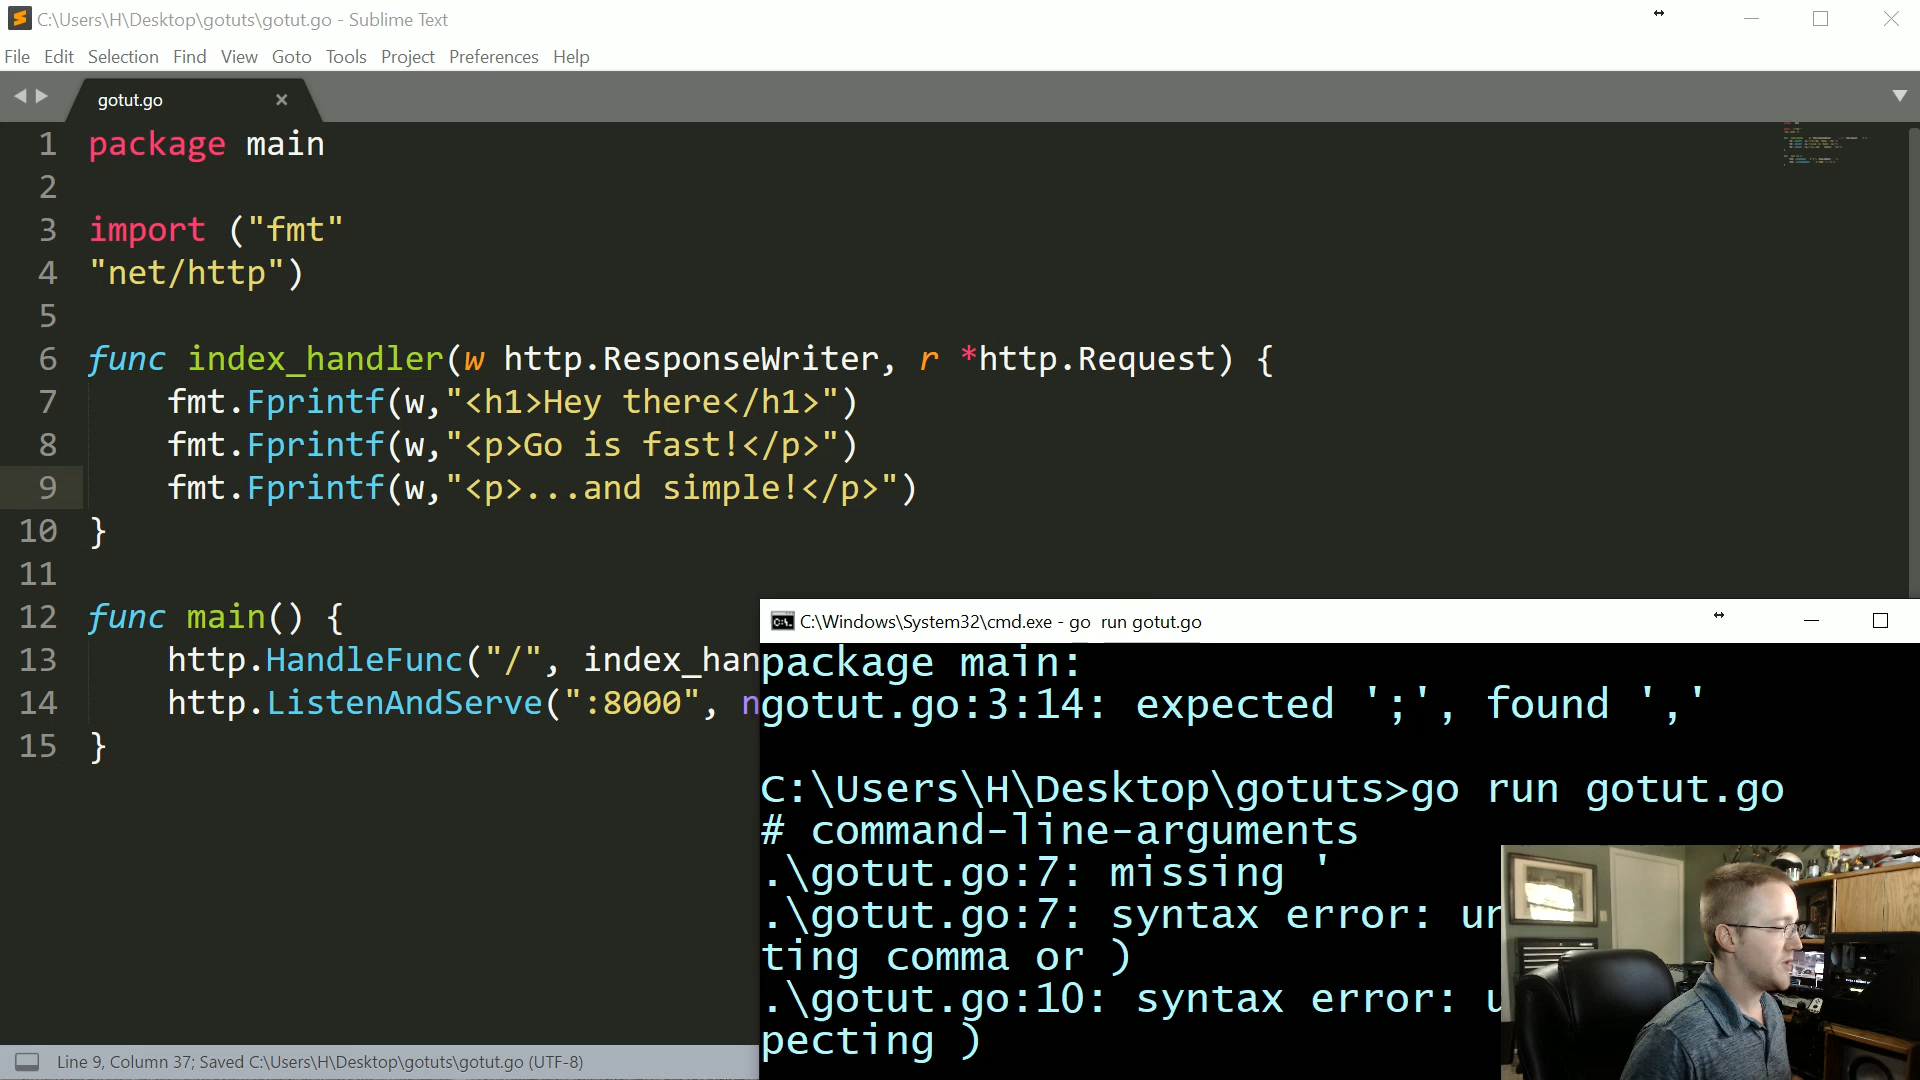 C:\Users\H\Desktop\gotuts\gotut.go - Sublime Text
File Edit Selection Find View Goto Tools Project Preferences Help
gotut.go
1 package main
2
3 import ("fmt"
4 "net/http")
5
6 func index_handler(w http.ResponseWriter, r *http.Request) {
7 fmt.Fprintf(w,"<h1>Hey there</h1>")
8 fmt.Fprintf(w,"<p>Go is fast!</p>")
9 fmt.Fprintf(w,"<p>...and simple!</p>")
10 }
11
12 func main() {
13 http.HandleFunc("/", index_han
14 http.ListenAndServe(":8000", n
15 }
C:\Windows\System32\cmd.exe - go  run gotut.go
package main:
gotut.go:3:14: expected ';', found ','
C:\Users\H\Desktop\gotuts>go run gotut.go
# command-line-arguments
.\gotut.go:7: missing '
.\gotut.go:7: syntax error: un
ting comma or )
.\gotut.go:10: syntax error: u
pecting )
Line 9, Column 37; Saved C:\Users\H\Desktop\gotuts\gotut.go (UTF-8)